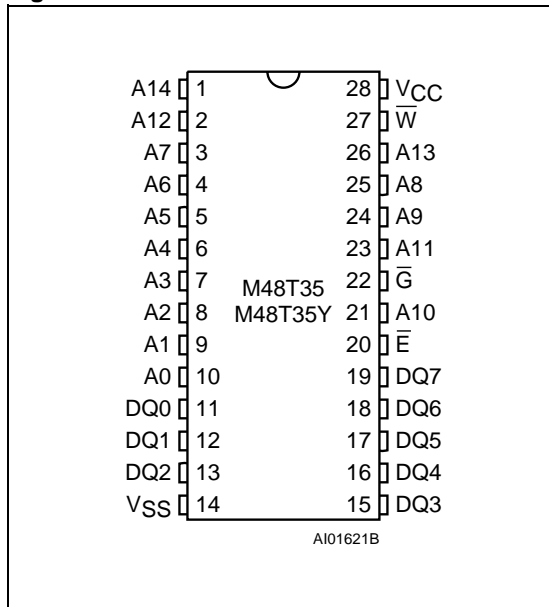 A14 1 28 VCC
A12 2 27 W̅
A7 3 26 A13
A6 4 25 A8
A5 5 24 A9
A4 6 23 A11
A3 7 22 G̅
M48T35
A2 8 21 A10
M48T35Y
A1 9 20 E̅
A0 10 19 DQ7
DQ0 11 18 DQ6
DQ1 12 17 DQ5
DQ2 13 16 DQ4
VSS 14 15 DQ3
AI01621B